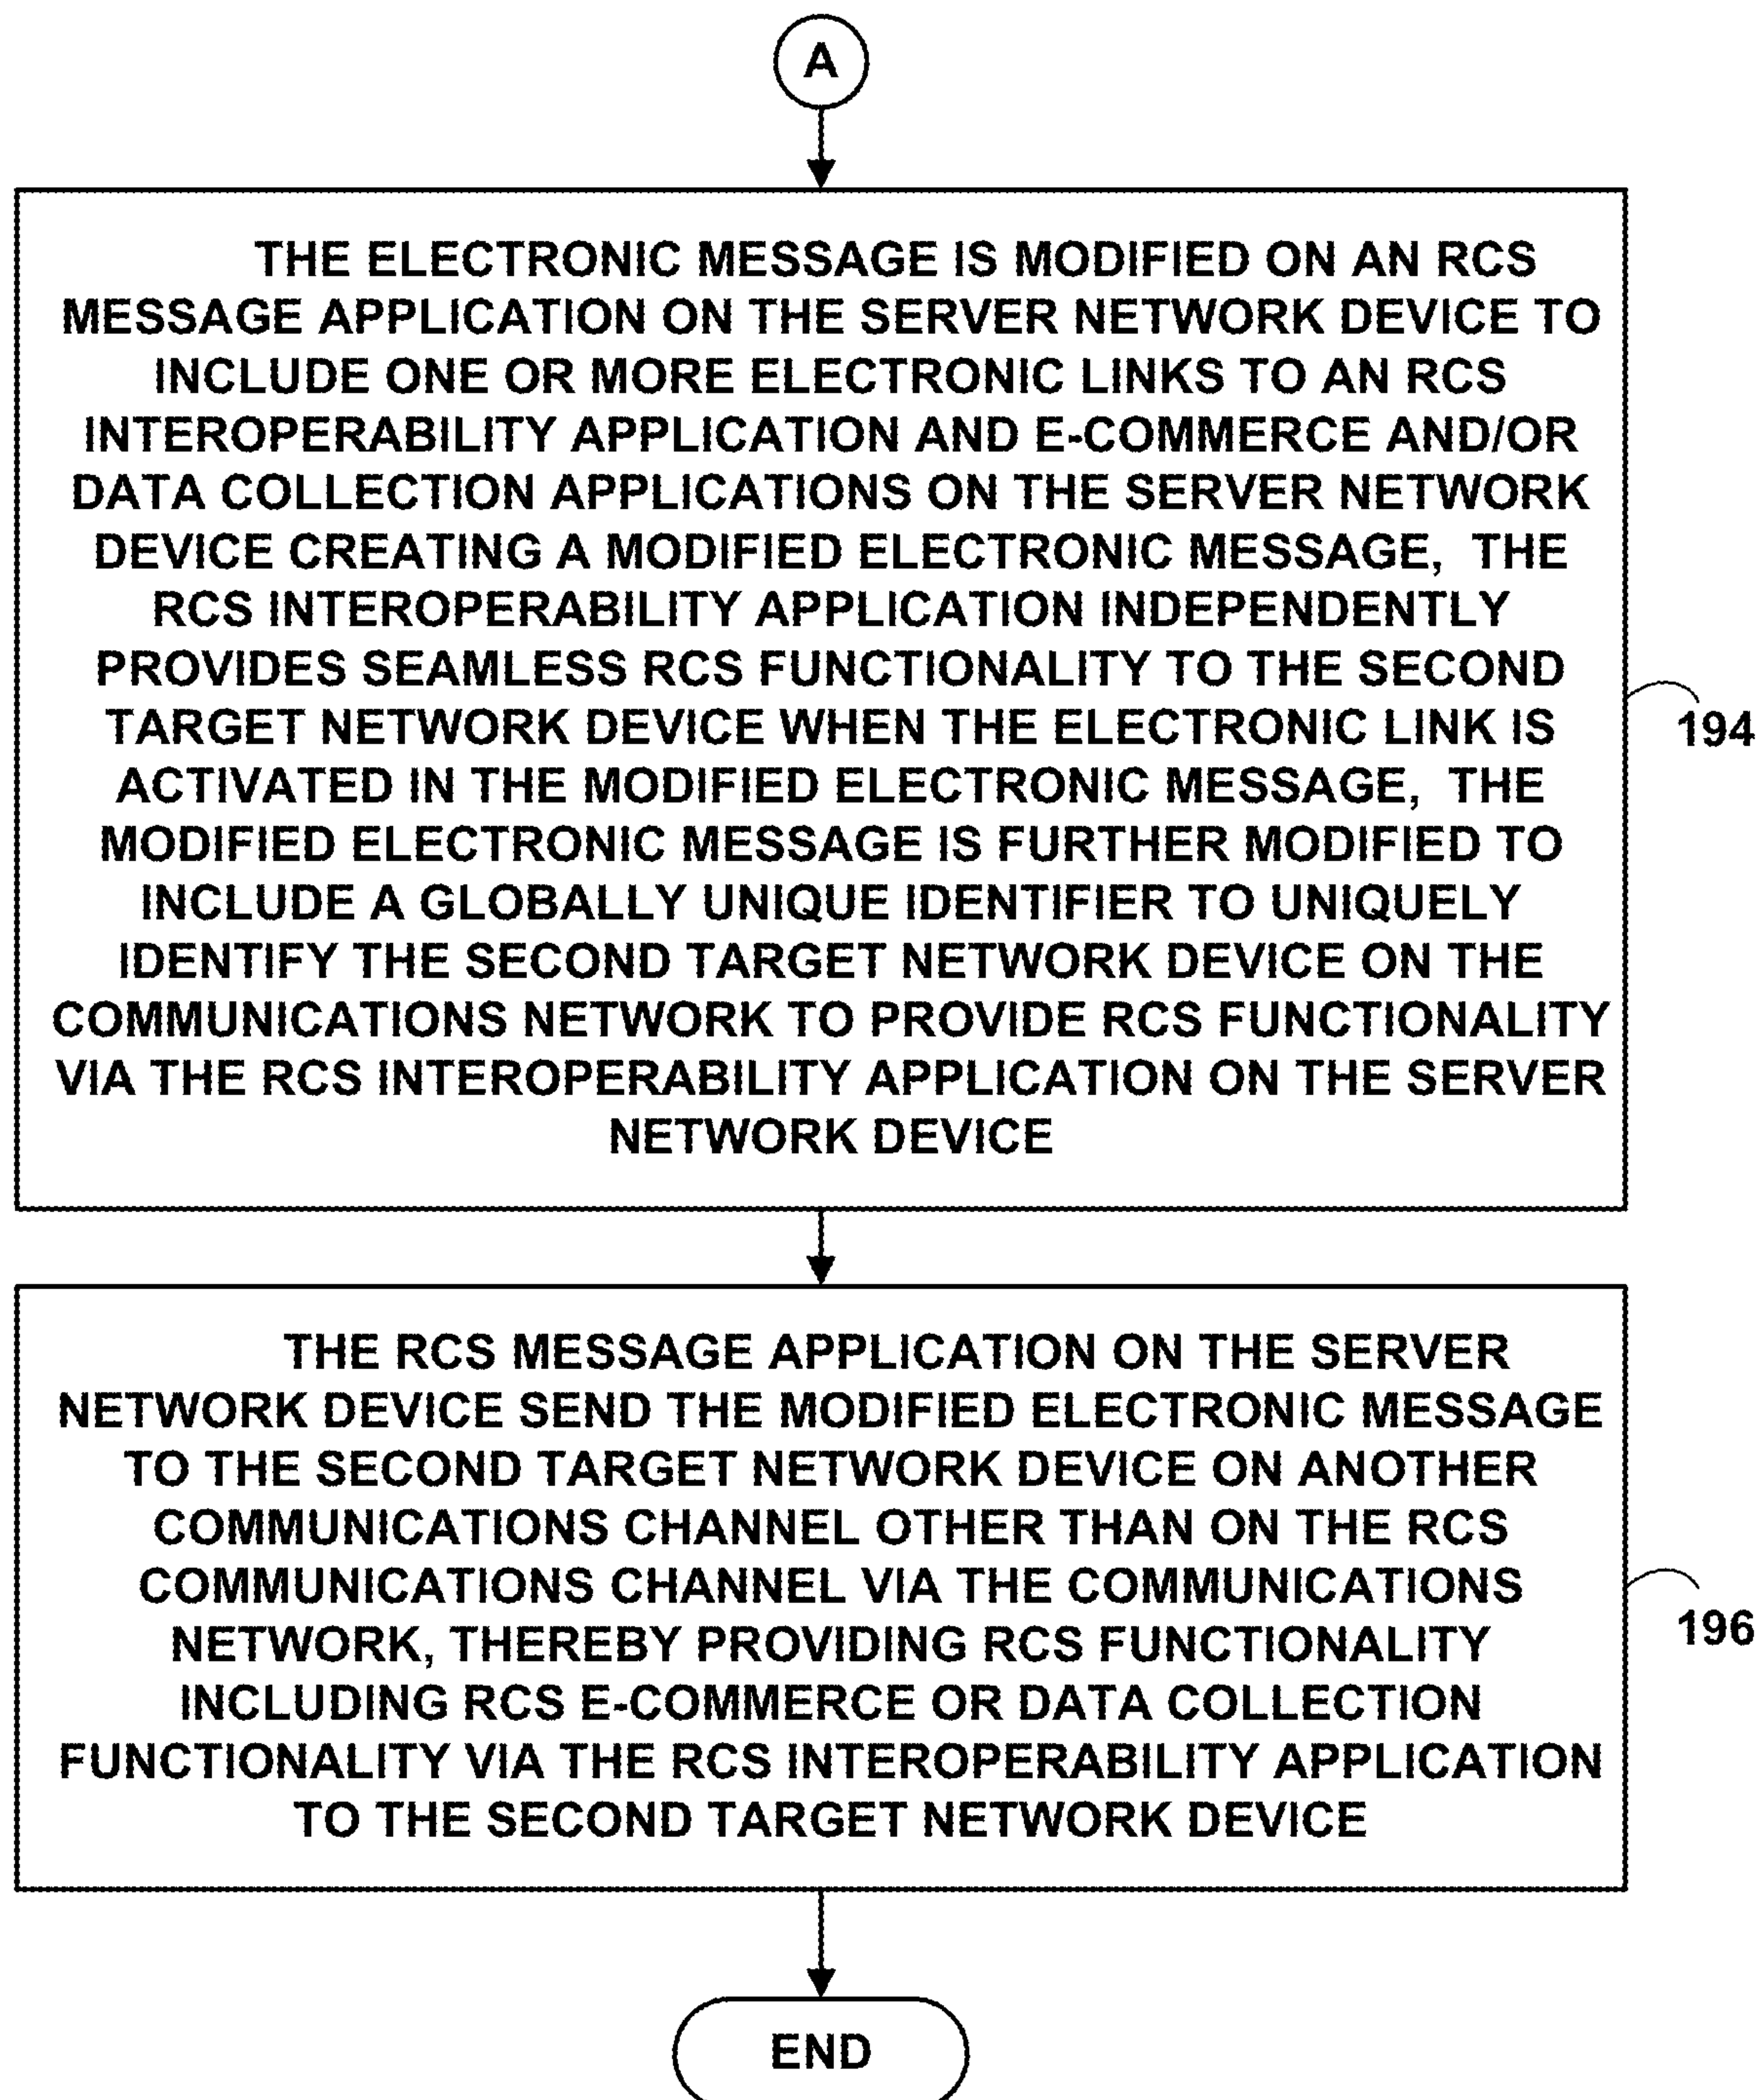 A
THE ELECTRONIC MESSAGE IS MODIFIED ON AN RCS
MESSAGE APPLICATION ON THE SERVER NETWORK DEVICE TO
INCLUDE ONE OR MORE ELECTRONIC LINKS TO AN RCS
INTEROPERABILITY APPLICATION AND E-COMMERCE AND/OR
DATA COLLECTION APPLICATIONS ON THE SERVER NETWORK
DEVICE CREATING A MODIFIED ELECTRONIC MESSAGE, THE
RCS INTEROPERABILITY APPLICATION INDEPENDENTLY
PROVIDES SEAMLESS RCS FUNCTIONALITY TO THE SECOND
TARGET NETWORK DEVICE WHEN THE ELECTRONIC LINK IS
ACTIVATED IN THE MODIFIED ELECTRONIC MESSAGE, THE
MODIFIED ELECTRONIC MESSAGE IS FURTHER MODIFIED TO
INCLUDE A GLOBALLY UNIQUE IDENTIFIER TO UNIQUELY
IDENTIFY THE SECOND TARGET NETWORK DEVICE ON THE
COMMUNICATIONS NETWORK TO PROVIDE RCS FUNCTIONALITY
VIA THE RCS INTEROPERABILITY APPLICATION ON THE SERVER
NETWORK DEVICE
194
THE RCS MESSAGE APPLICATION ON THE SERVER
NETWORK DEVICE SEND THE MODIFIED ELECTRONIC MESSAGE
TO THE SECOND TARGET NETWORK DEVICE ON ANOTHER
COMMUNICATIONS CHANNEL OTHER THAN ON THE RCS
COMMUNICATIONS CHANNEL VIA THE COMMUNICATIONS
NETWORK, THEREBY PROVIDING RCS FUNCTIONALITY
INCLUDING RCS E-COMMERCE OR DATA COLLECTION
FUNCTIONALITY VIA THE RCS INTEROPERABILITY APPLICATION
TO THE SECOND TARGET NETWORK DEVICE
196
END